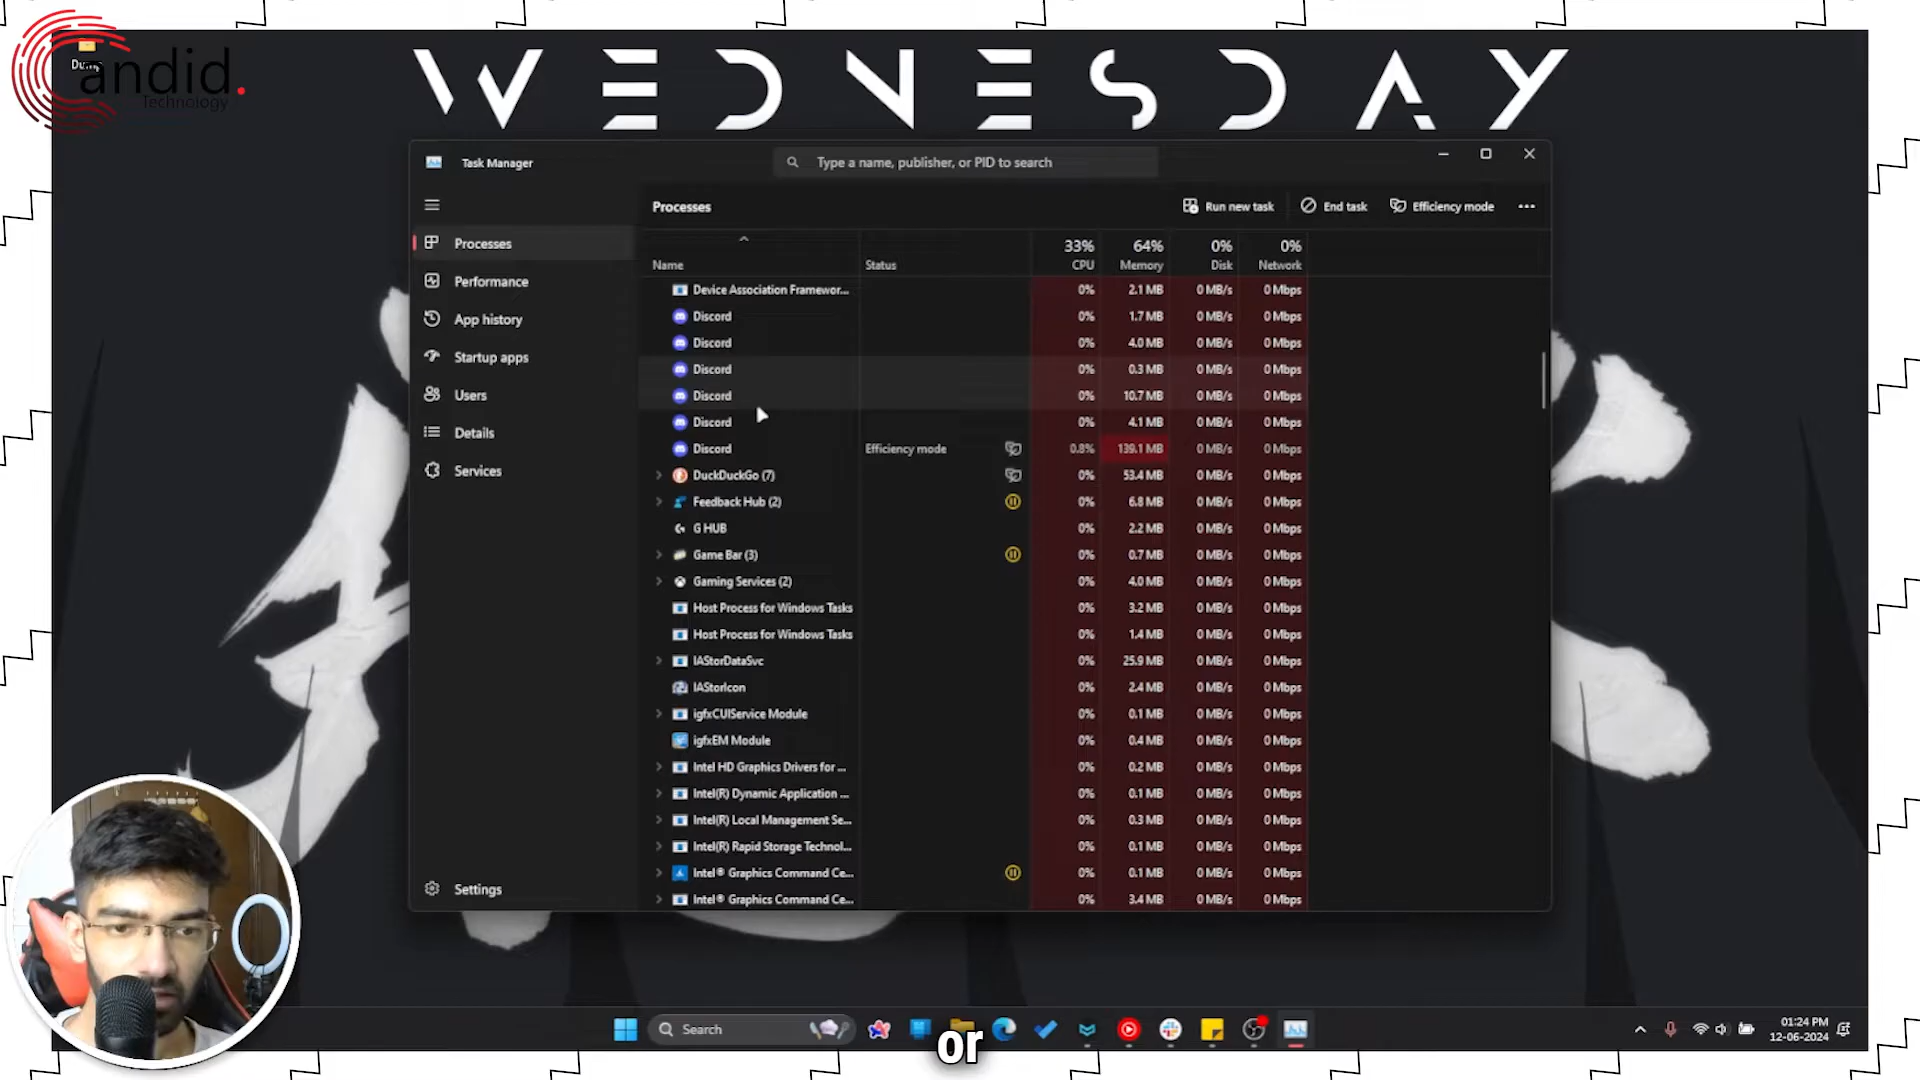 Dump
andid.
Technology
WEDNESDAY
Task Manager
Type a name, publisher, or PID to search
Processes
Run new task
End task
Efficiency mode
Processes
Performance
App history
Startup apps
Users
Details
Services
Settings
33% 64% 0% 0%
Name Status CPU Memory Disk Network
Device Association Framewor... 0% 2.1 MB 0 MB/s 0 Mbps
Discord 0% 1.7 MB 0 MB/s 0 Mbps
Discord 0% 4.0 MB 0 MB/s 0 Mbps
Discord 0% 0.3 MB 0 MB/s 0 Mbps
Discord 0% 10.7 MB 0 MB/s 0 Mbps
Discord 0% 4.1 MB 0 MB/s 0 Mbps
Discord Efficiency mode 0.8% 139.1 MB 0 MB/s 0 Mbps
DuckDuckGo (7) 0% 53.4 MB 0 MB/s 0 Mbps
Feedback Hub (2) 0% 6.8 MB 0 MB/s 0 Mbps
G HUB 0% 2.2 MB 0 MB/s 0 Mbps
Game Bar (3) 0% 0.7 MB 0 MB/s 0 Mbps
Gaming Services (2) 0% 4.0 MB 0 MB/s 0 Mbps
Host Process for Windows Tasks 0% 3.2 MB 0 MB/s 0 Mbps
Host Process for Windows Tasks 0% 1.4 MB 0 MB/s 0 Mbps
IAStorDataSvc 0% 25.9 MB 0 MB/s 0 Mbps
IAStorIcon 0% 2.4 MB 0 MB/s 0 Mbps
igfxCUIService Module 0% 0.1 MB 0 MB/s 0 Mbps
igfxEM Module 0% 0.4 MB 0 MB/s 0 Mbps
Intel HD Graphics Drivers for ... 0% 0.2 MB 0 MB/s 0 Mbps
Intel(R) Dynamic Application ... 0% 0.1 MB 0 MB/s 0 Mbps
Intel(R) Local Management Se... 0% 0.3 MB 0 MB/s 0 Mbps
Intel(R) Rapid Storage Technol... 0% 0.1 MB 0 MB/s 0 Mbps
Intel® Graphics Command Ce... 0% 0.1 MB 0 MB/s 0 Mbps
Intel® Graphics Command Ce... 0% 3.4 MB 0 MB/s 0 Mbps
Search
or
01:24 PM
12-06-2024